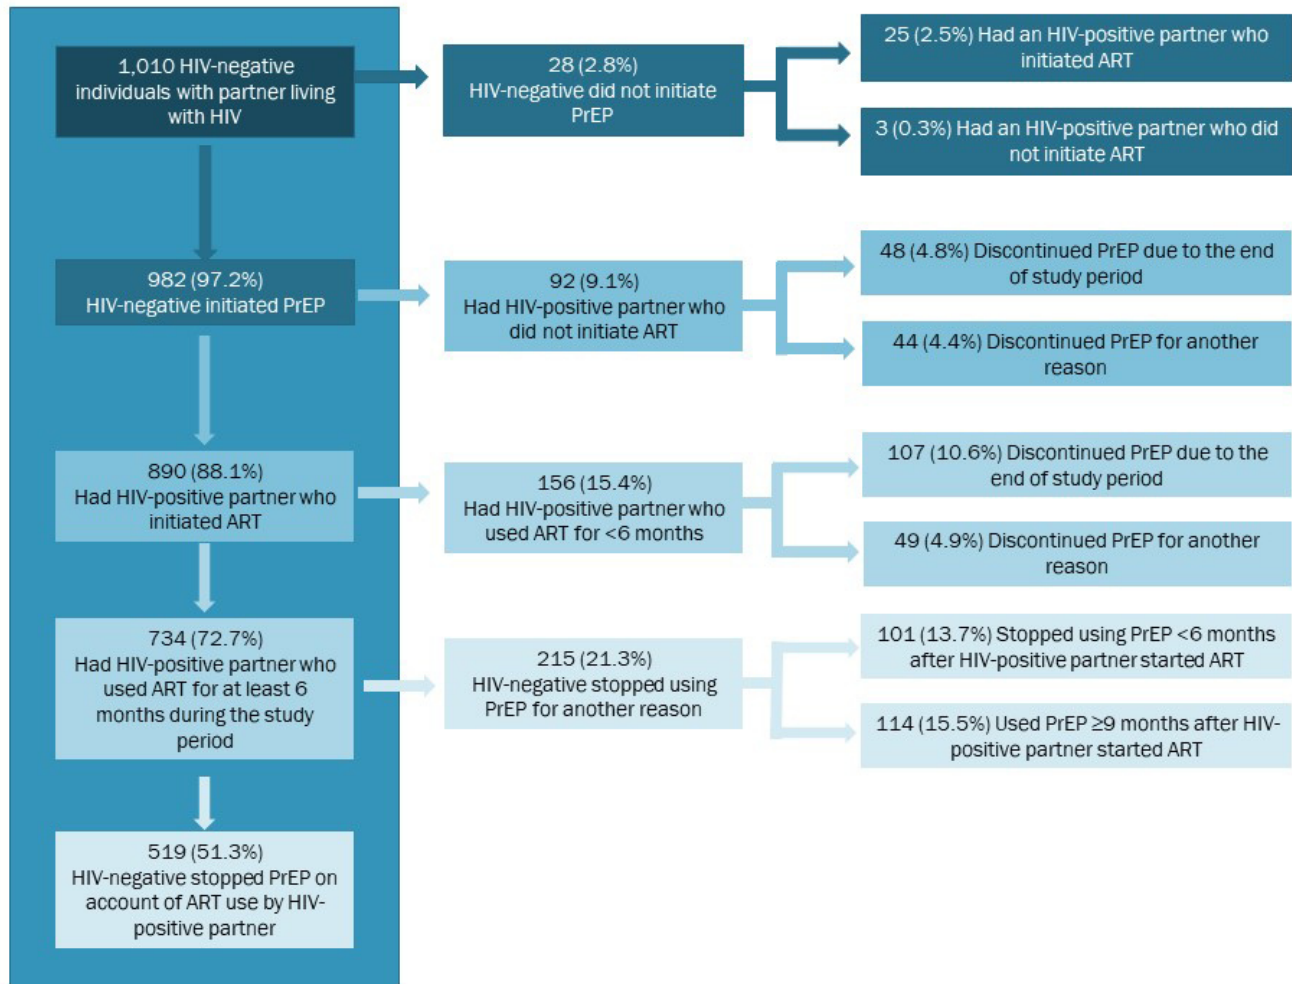 1,010 HIV-negative
individuals with partner living
with HIV
28 (2.8%)
HIV-negative did not initiate
PrEP
25 (2.5%) Had an HIV-positive partner who
initiated ART
3 (0.3%) Had an HIV-positive partner who did
not initiate ART
982 (97.2%)
HIV-negative initiated PrEP
92 (9.1%)
Had HIV-positive partner who
did not initiate ART
48 (4.8%) Discontinued PrEP due to the end
of study period
44 (4.4%) Discontinued PrEP for another
reason
890 (88.1%)
Had HIV-positive partner who
initiated ART
156 (15.4%)
Had HIV-positive partner who
used ART for <6 months
107 (10.6%) Discontinued PrEP due to the
end of study period
49 (4.9%) Discontinued PrEP for another
reason
734 (72.7%)
Had HIV-positive partner who
used ART for at least 6
months during the study
period
215 (21.3%)
HIV-negative stopped using
PrEP for another reason
101 (13.7%) Stopped using PrEP <6 months
after HIV-positive partner started ART
114 (15.5%) Used PrEP ≥9 months after HIV-
positive partner started ART
519 (51.3%)
HIV-negative stopped PrEP on
account of ART use by HIV-
positive partner